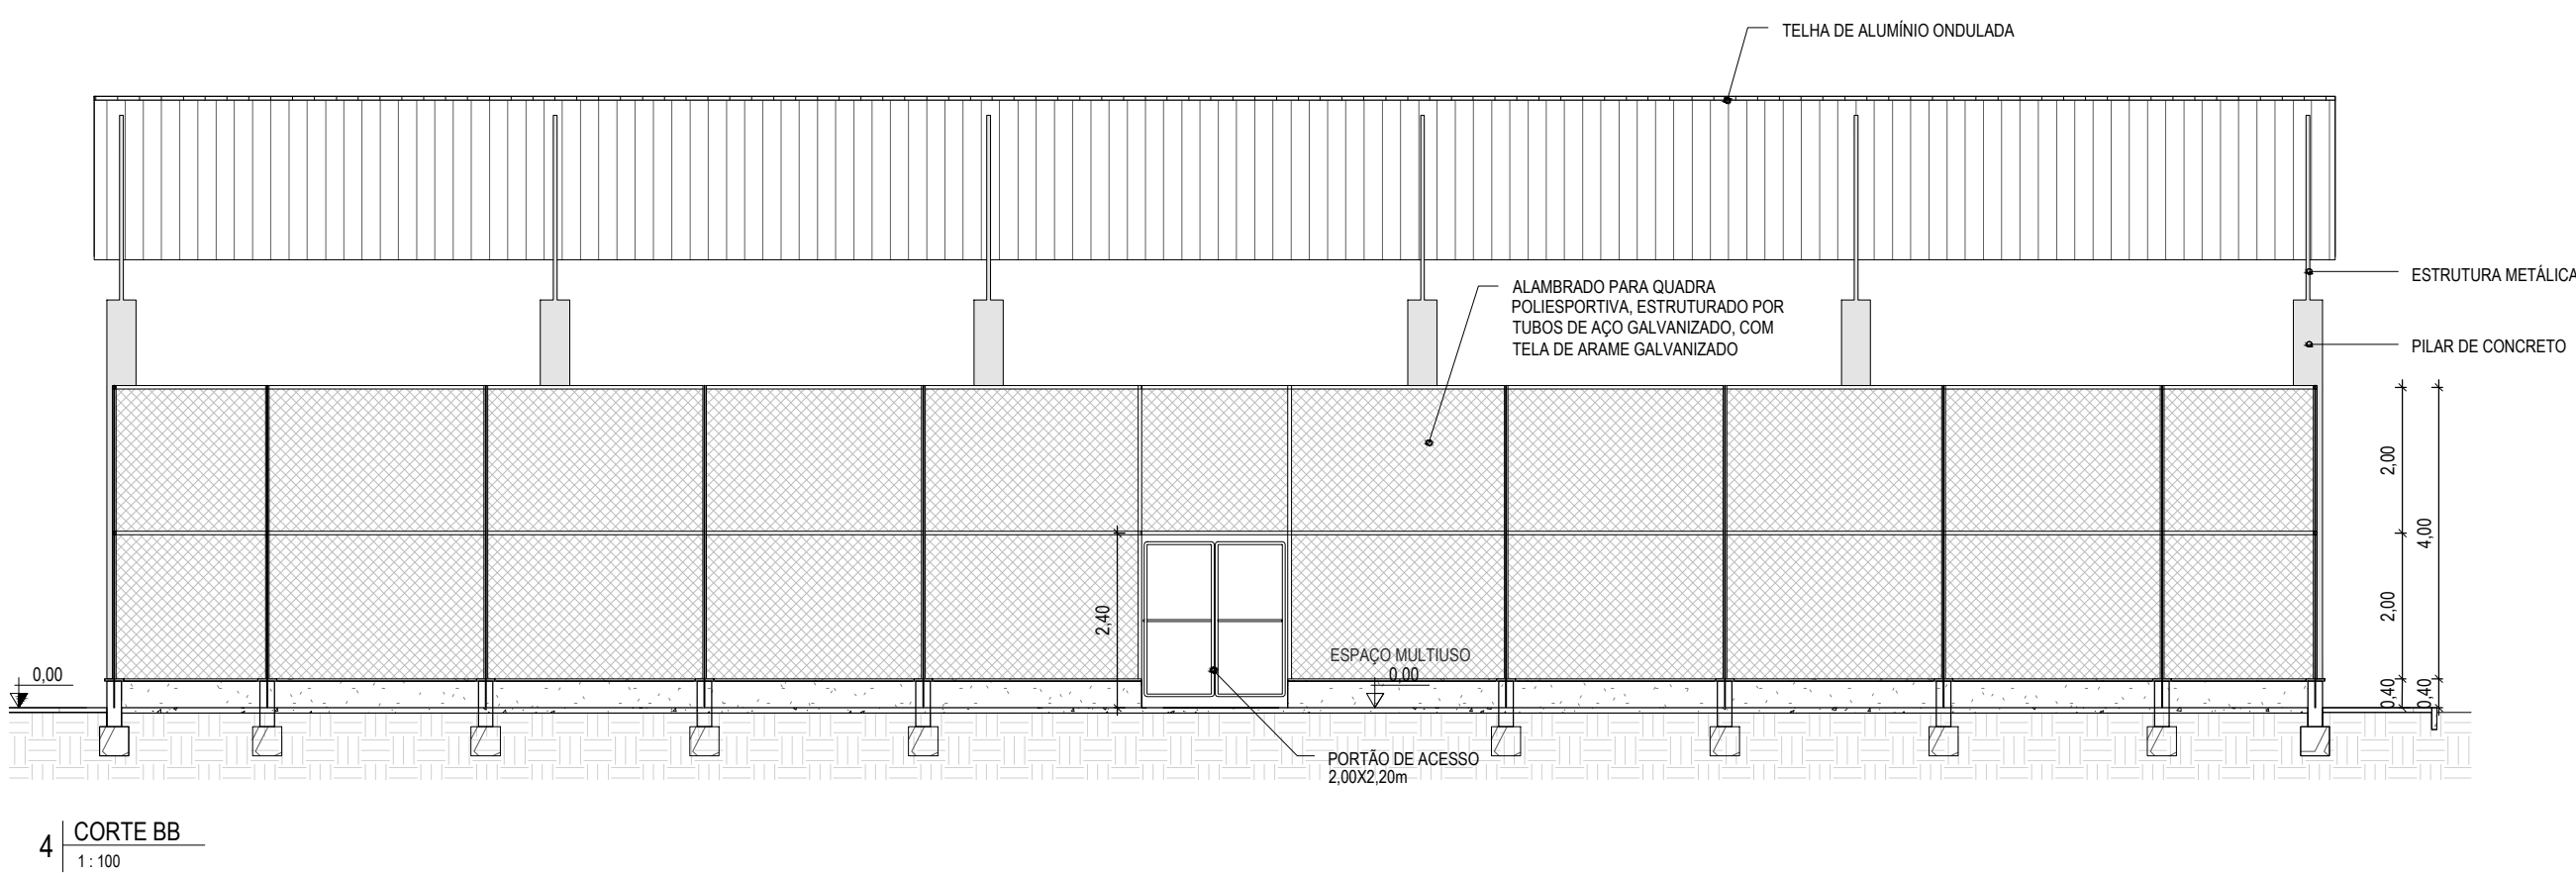 TELHA DE ALUMÍNIO ONDULADA
ESTRUTURA METÁLICA
ALAMBRADO PARA QUADRA
POLIESPORTIVA, ESTRUTURADO POR
TUBOS DE AÇO GALVANIZADO, COM
TELA DE ARAME GALVANIZADO
PILAR DE CONCRETO
2,00
4,00
2,00
2,40
ESPAÇO MULTIUSO
0,00
0,00
0,40
0,40
PORTÃO DE ACESSO
2,00X2,20m
4
CORTE BB
1 : 100